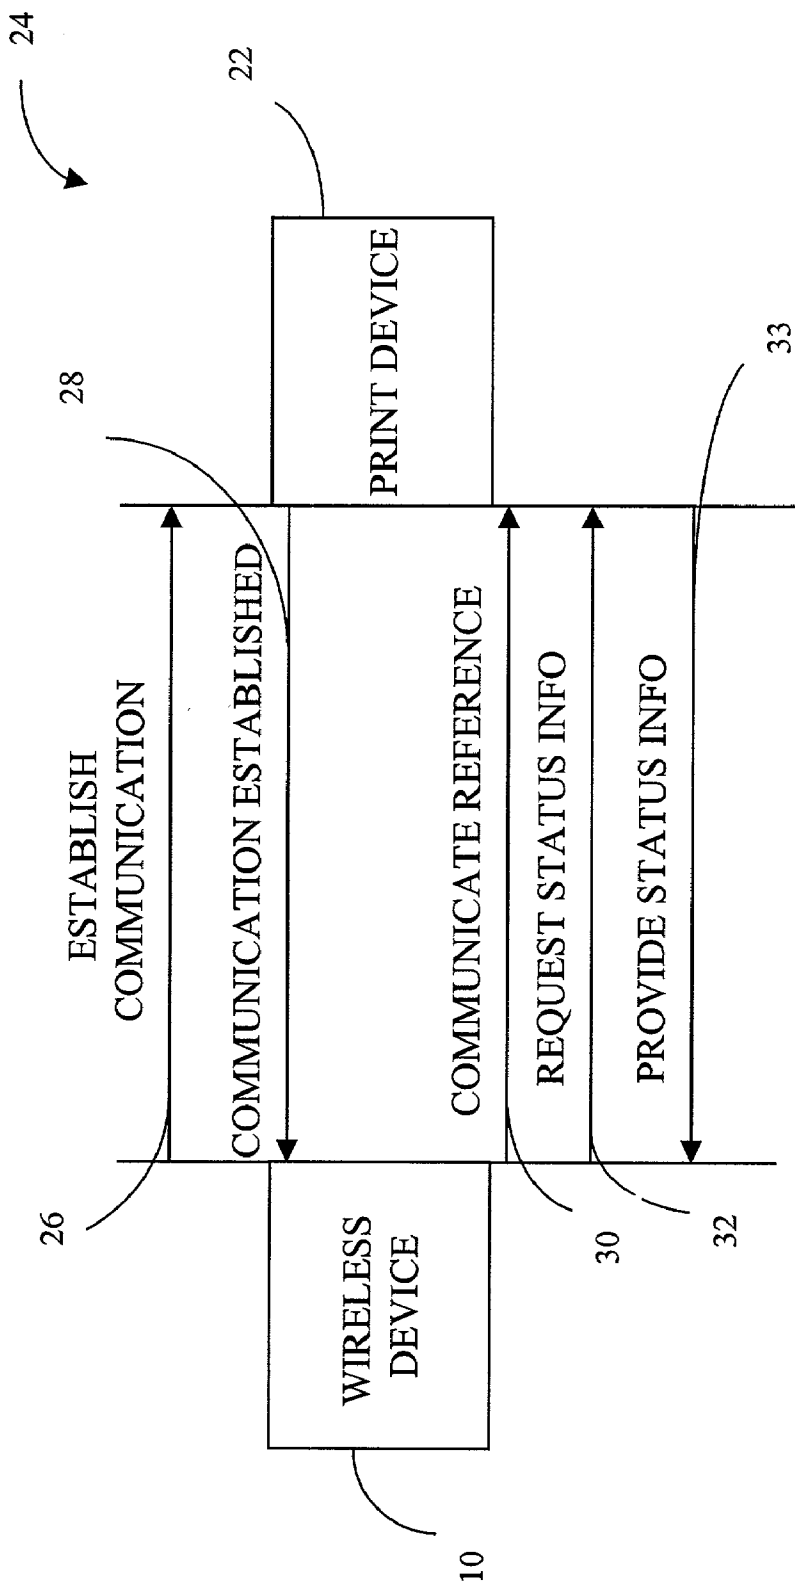 24
22
28
ESTABLISH
COMMUNICATION
26
COMMUNICATION ESTABLISHED
WIRELESS
DEVICE
10
PRINT DEVICE
COMMUNICATE REFERENCE
30
REQUEST STATUS INFO
32
PROVIDE STATUS INFO
33